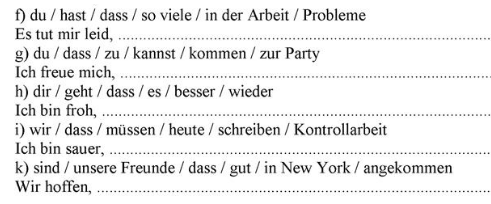 f) du / hast / dass / so viele / in der Arbeit / Probleme
Es tut mir leid, ................................................................
g) du / dass / zu / kannst / kommen / zur Party
Ich freue mich, ................................................................
h) dir / geht / dass / es / besser / wieder
Ich bin froh, ................................................................
i) wir / dass / müssen / heute / schreiben / Kontrollarbeit
Ich bin sauer, ................................................................
k) sind / unsere Freunde / dass / gut / in New York / angekommen
Wir hoffen, ................................................................